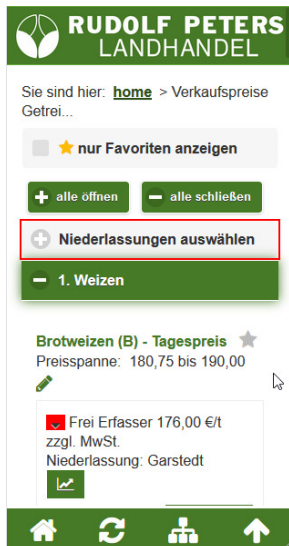 RUDOLF PETERS
LANDHANDEL
Sie sind hier: home > Verkaufspreise
Getrei...
nur Favoriten anzeigen
alle öffnen
alle schließen
Niederlassungen auswählen
1. Weizen
Brotweizen (B) - Tagespreis
Preisspanne: 180,75 bis 190,00
Frei Erfasser 176,00 €/t
zzgl. MwSt.
Niederlassung: Garstedt